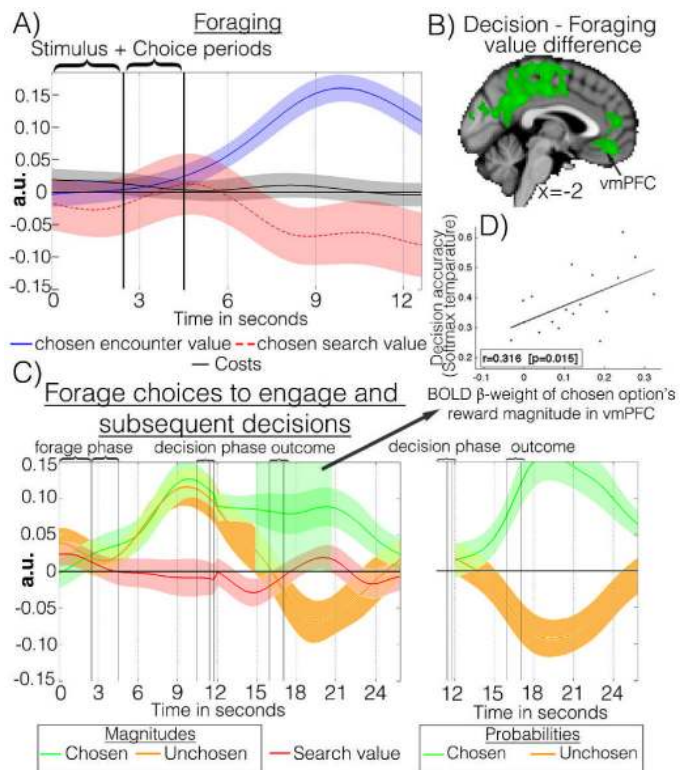 A)
Foraging
Stimulus + Choice periods
0.15
0.10
0.05
0
-0.05
-0.10
-0.15
a.u.
0 3 6 9 12
Time in seconds
chosen encounter value chosen search value
Costs
B) Decision - Foraging
value difference
vmPFC
X=-2
D)
Decision accuracy
(Softmax temparature)
0.6
0.5
0.4
0.3
0.2
r=0.316 [p=0.015]
-0.1 0 0.1 0.2 0.3
BOLD β-weight of chosen option's
reward magnitude in vmPFC
C)
Forage choices to engage and
subsequent decisions
forage phase decision phase outcome
decision phase outcome
0.15
0.10
0.05
0
-0.05
-0.10
-0.15
a.u.
0 3 6 9 12 15 18 21 24
Time in seconds
12 15 18 21 24
Time in seconds
Magnitudes
Chosen Unchosen
Search value
Probabilities
Chosen Unchosen